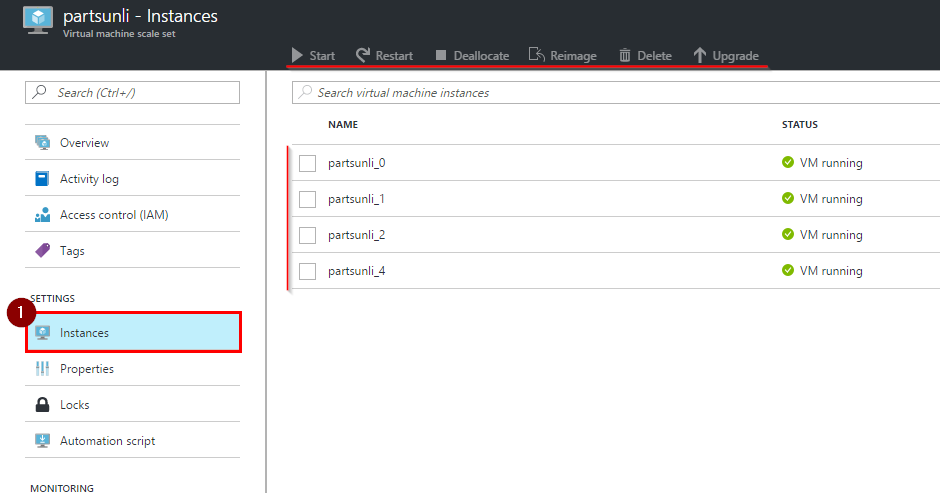 partsunli - Instances
Virtual machine scale set
Start Restart Deallocate Reimage Delete Upgrade
Search (Ctrl+/)
Overview
Activity log
Access control (IAM)
Tags
SETTINGS
1
Instances
Properties
Locks
Automation script
MONITORING
Search virtual machine instances
NAME STATUS
partsunli_0 VM running
partsunli_1 VM running
partsunli_2 VM running
partsunli_4 VM running